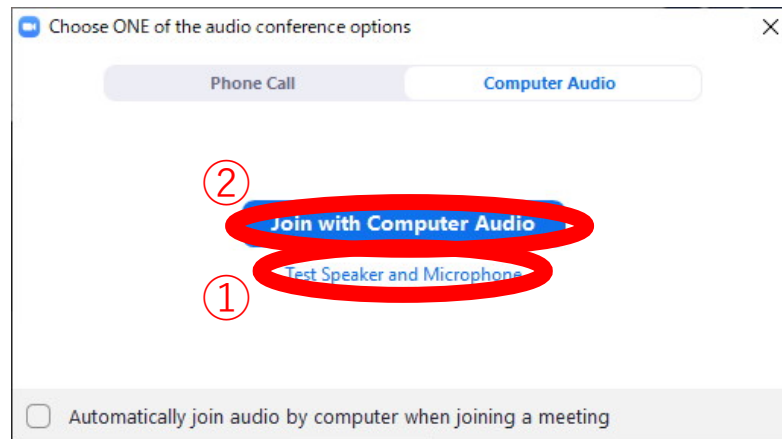 Choose ONE of the audio conference options
Phone Call
Computer Audio
②
Join with Computer Audio
Test Speaker and Microphone
①
Automatically join audio by computer when joining a meeting